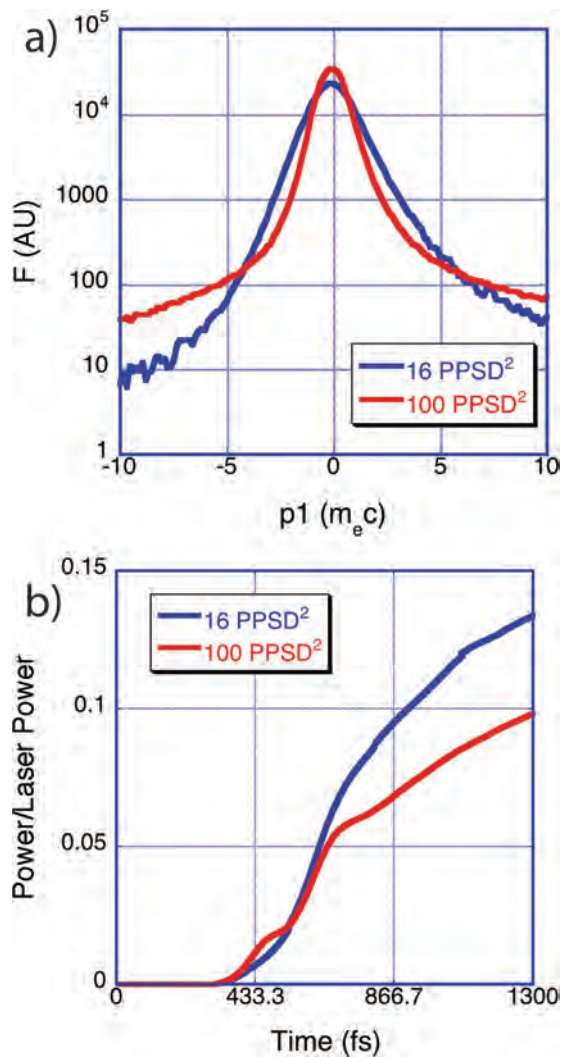 a)
10^5
10^4
1000
100
10
1
F (AU)
16 PPSD^2
100 PPSD^2
-10 -5 0 5 10
p1 (m_e c)
b)
0.15
0.1
0.05
0
Power/Laser Power
16 PPSD^2
100 PPSD^2
0 433.3 866.7 1300
Time (fs)